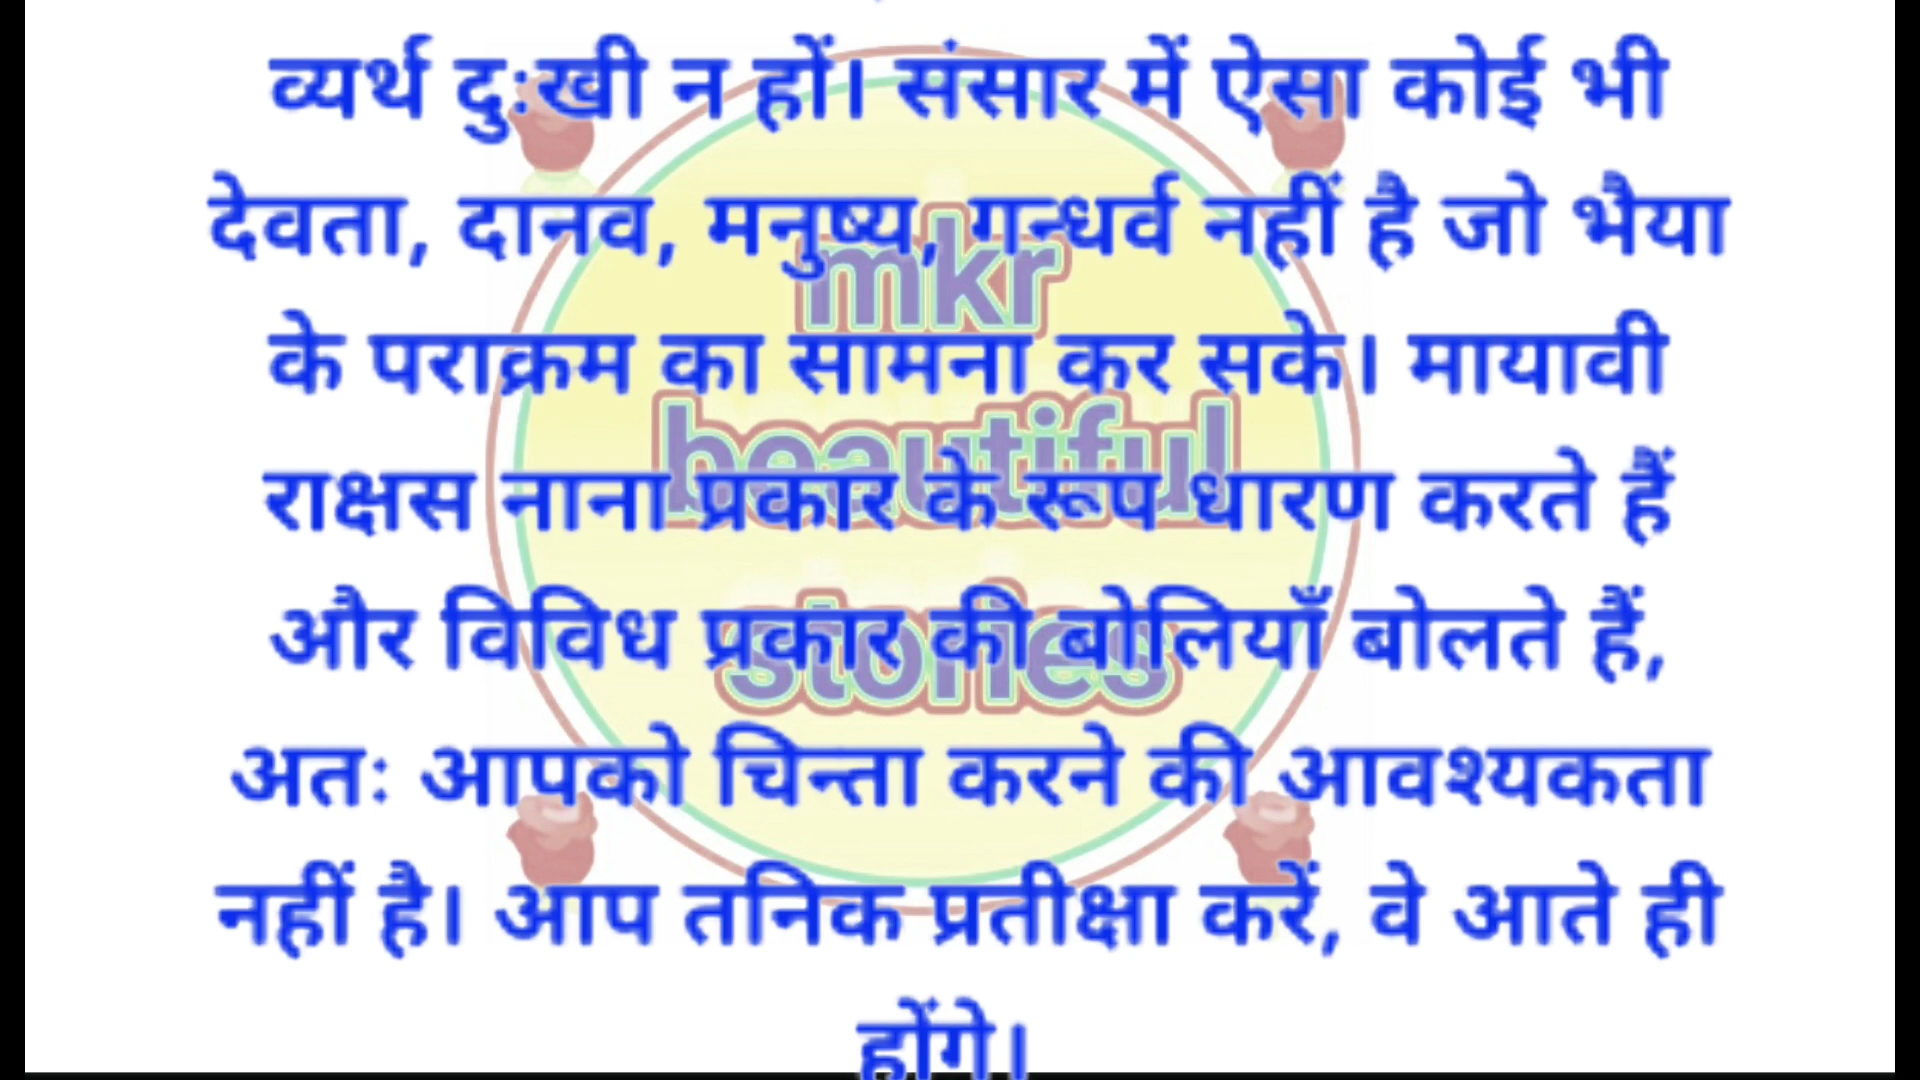 व्यर्थ दुःखी न हों। संसार में ऐसा कोई भी
देवता, दानव, मनुष्य, गन्धर्व नहीं है जो भैया
के पराक्रम का सामना कर सके। मायावी
राक्षस नाना प्रकार के रूप धारण करते हैं
और विविध प्रकार की बोलियाँ बोलते हैं,
अतः आपको चिन्ता करने की आवश्यकता
नहीं है। आप तनिक प्रतीक्षा करें, वे आते ही
होंगे।
mkr
beautiful
stories